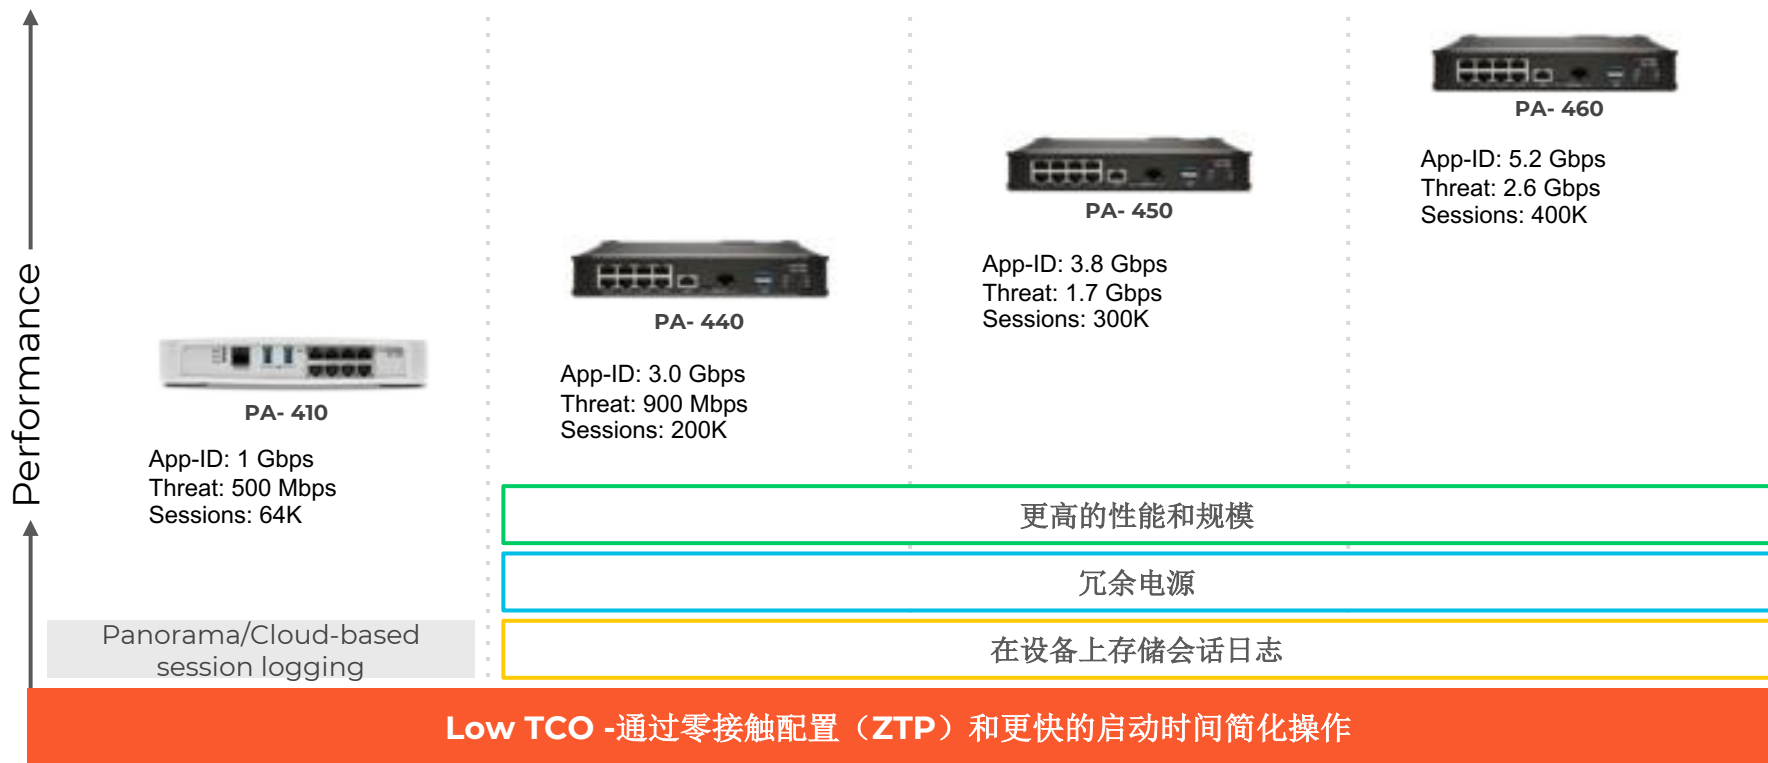 Performance
PA- 410
App-ID: 1 Gbps
Threat: 500 Mbps
Sessions: 64K
PA- 440
App-ID: 3.0 Gbps
Threat: 900 Mbps
Sessions: 200K
PA- 450
App-ID: 3.8 Gbps
Threat: 1.7 Gbps
Sessions: 300K
PA- 460
App-ID: 5.2 Gbps
Threat: 2.6 Gbps
Sessions: 400K
更高的性能和规模
冗余电源
Panorama/Cloud-based
session logging
在设备上存储会话日志
Low TCO -通过零接触配置（ZTP）和更快的启动时间简化操作